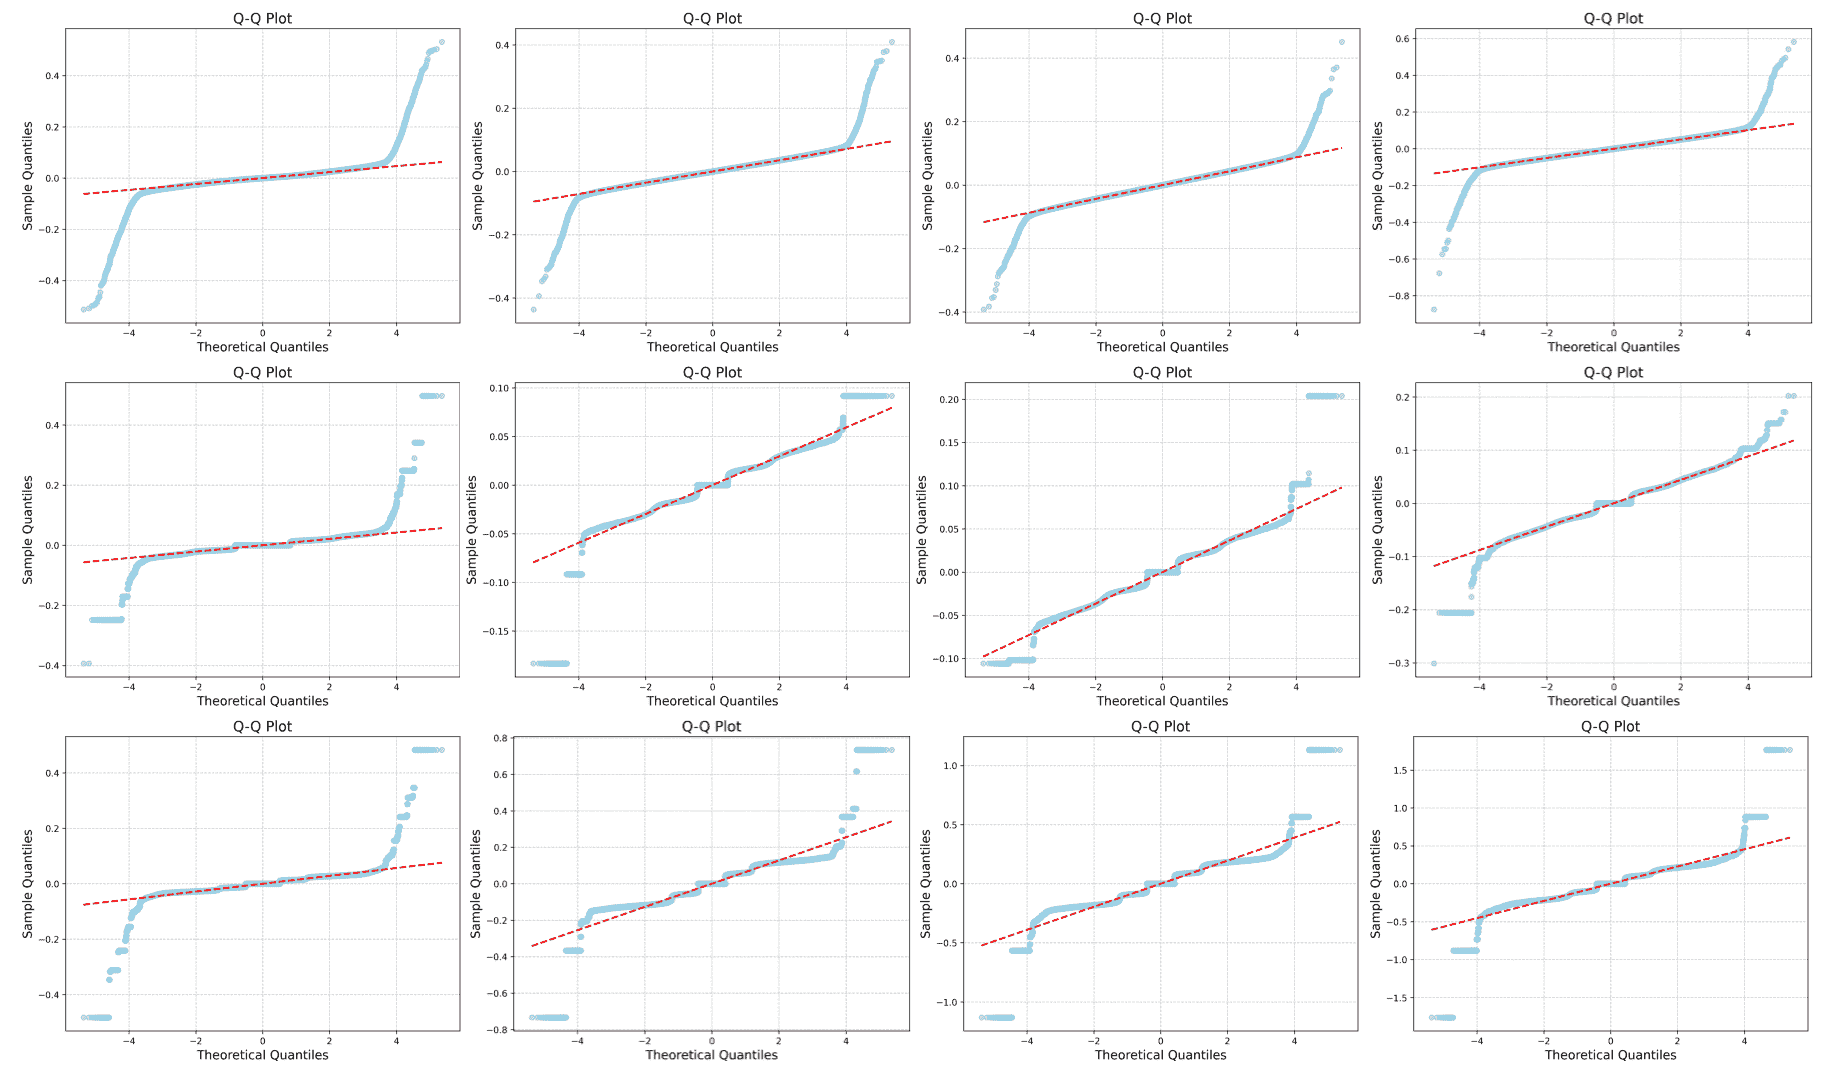 Q-Q Plot Q-Q Plot Q-Q Plot Q-Q Plot
Sample Quantiles Sample Quantiles Sample Quantiles Sample Quantiles
0.4 0.2 0.0 −0.2 −0.4
0.4 0.2 0.0 −0.2 −0.4
0.4 0.2 0.0 −0.2 −0.4
0.6 0.4 0.2 0.0 −0.2 −0.4 −0.6 −0.8
−4 −2 0 2 4 −4 −2 0 2 4 −4 −2 0 2 4 −4 −2 0 2 4
Theoretical Quantiles Theoretical Quantiles Theoretical Quantiles Theoretical Quantiles
Q-Q Plot Q-Q Plot Q-Q Plot Q-Q Plot
Sample Quantiles Sample Quantiles Sample Quantiles Sample Quantiles
0.4 0.2 0.0 −0.2 −0.4
0.10 0.05 0.00 −0.05 −0.10 −0.15
0.20 0.15 0.10 0.05 0.00 −0.05 −0.10
0.2 0.1 0.0 −0.1 −0.2 −0.3
−4 −2 0 2 4 −4 −2 0 2 4 −4 −2 0 2 4 −4 −2 0 2 4
Theoretical Quantiles Theoretical Quantiles Theoretical Quantiles Theoretical Quantiles
Q-Q Plot Q-Q Plot Q-Q Plot Q-Q Plot
Sample Quantiles Sample Quantiles Sample Quantiles Sample Quantiles
0.4 0.2 0.0 −0.2 −0.4
0.8 0.6 0.4 0.2 0.0 −0.2 −0.4 −0.6 −0.8
1.0 0.5 0.0 −0.5 −1.0
1.5 1.0 0.5 0.0 −0.5 −1.0 −1.5
−4 −2 0 2 4 −4 −2 0 2 4 −4 −2 0 2 4 −4 −2 0 2 4
Theoretical Quantiles Theoretical Quantiles Theoretical Quantiles Theoretical Quantiles